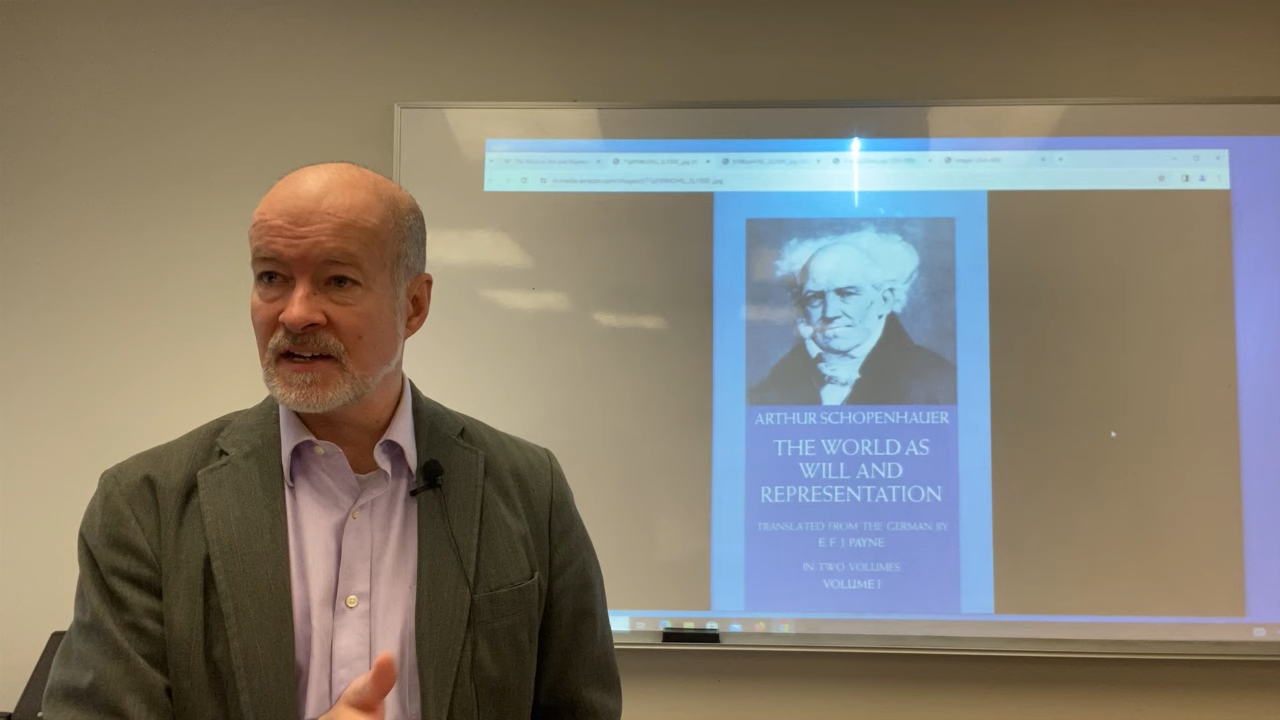 ARTHUR SCHOPENHAUER
THE WORLD AS
WILL AND
REPRESENTATION
TRANSLATED FROM THE GERMAN BY
E F J PAYNE
IN TWO VOLUMES
VOLUME I